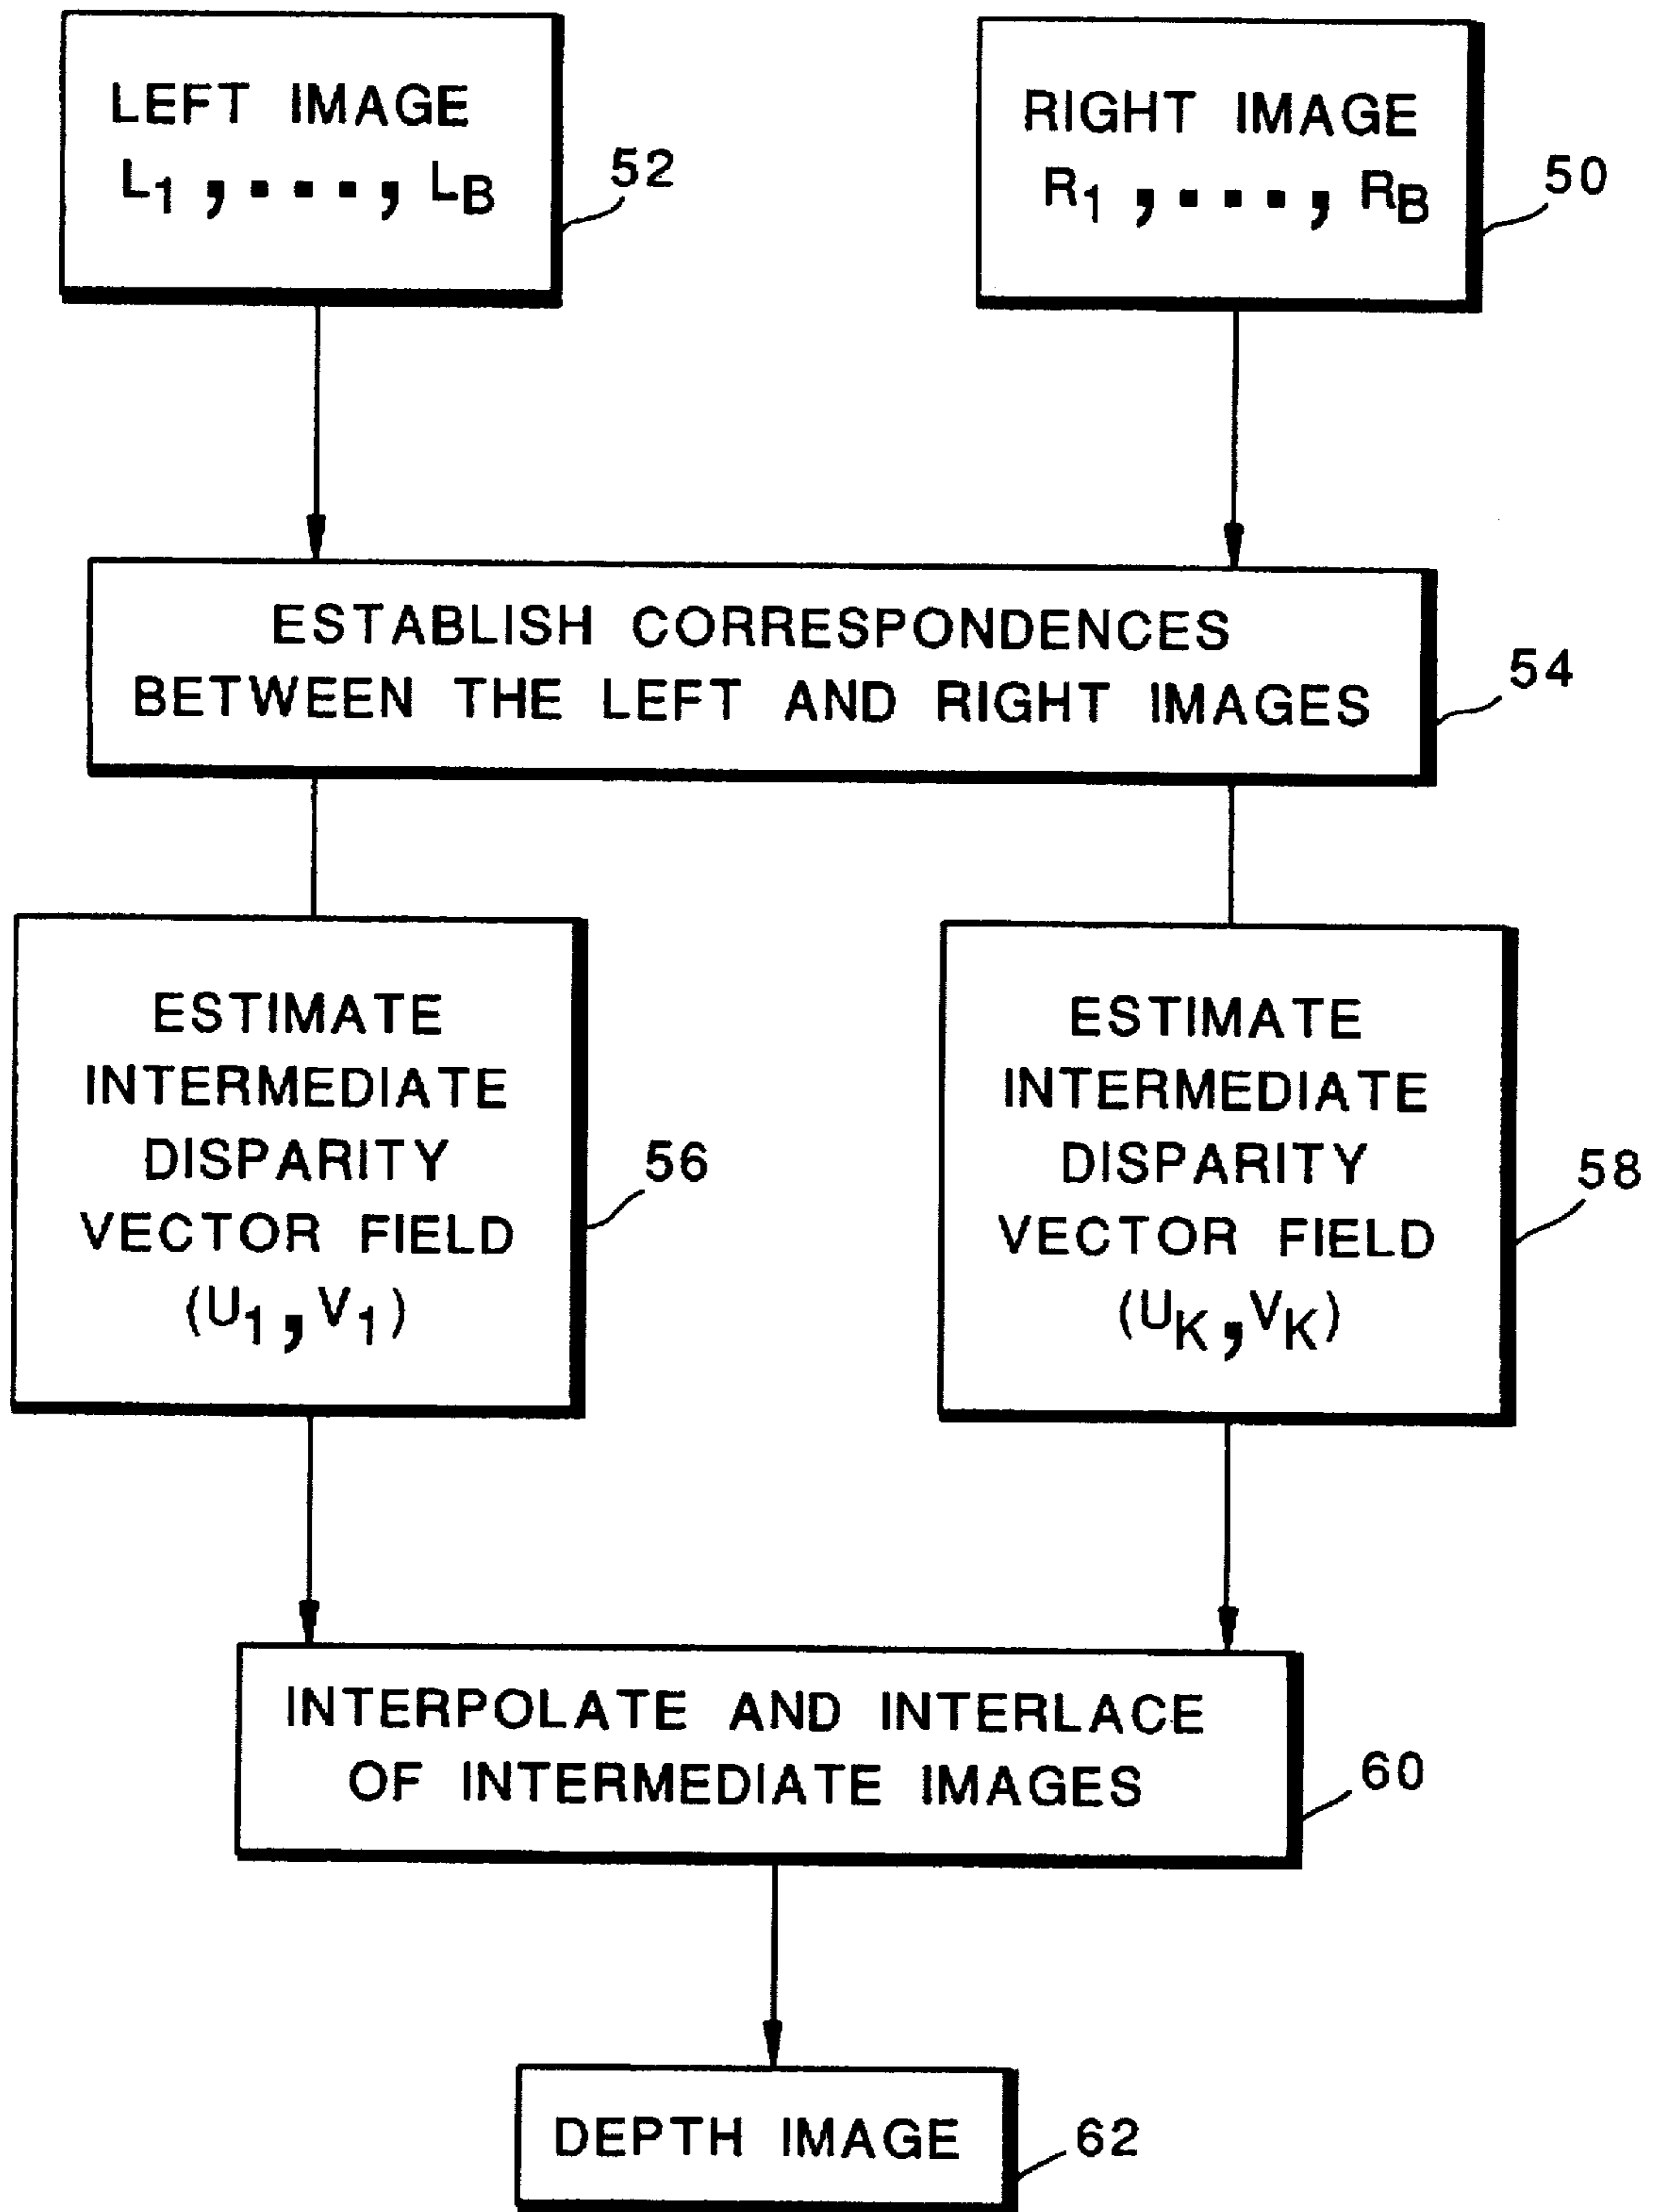 LEFT IMAGE
L1 ,...., LB
52
RIGHT IMAGE
R1 ,...., RB
50
ESTABLISH CORRESPONDENCES
BETWEEN THE LEFT AND RIGHT IMAGES
54
ESTIMATE
INTERMEDIATE
DISPARITY
VECTOR FIELD
(U1,V1)
56
ESTIMATE
INTERMEDIATE
DISPARITY
VECTOR FIELD
(UK,VK)
58
INTERPOLATE AND INTERLACE
OF INTERMEDIATE IMAGES
60
DEPTH IMAGE
62